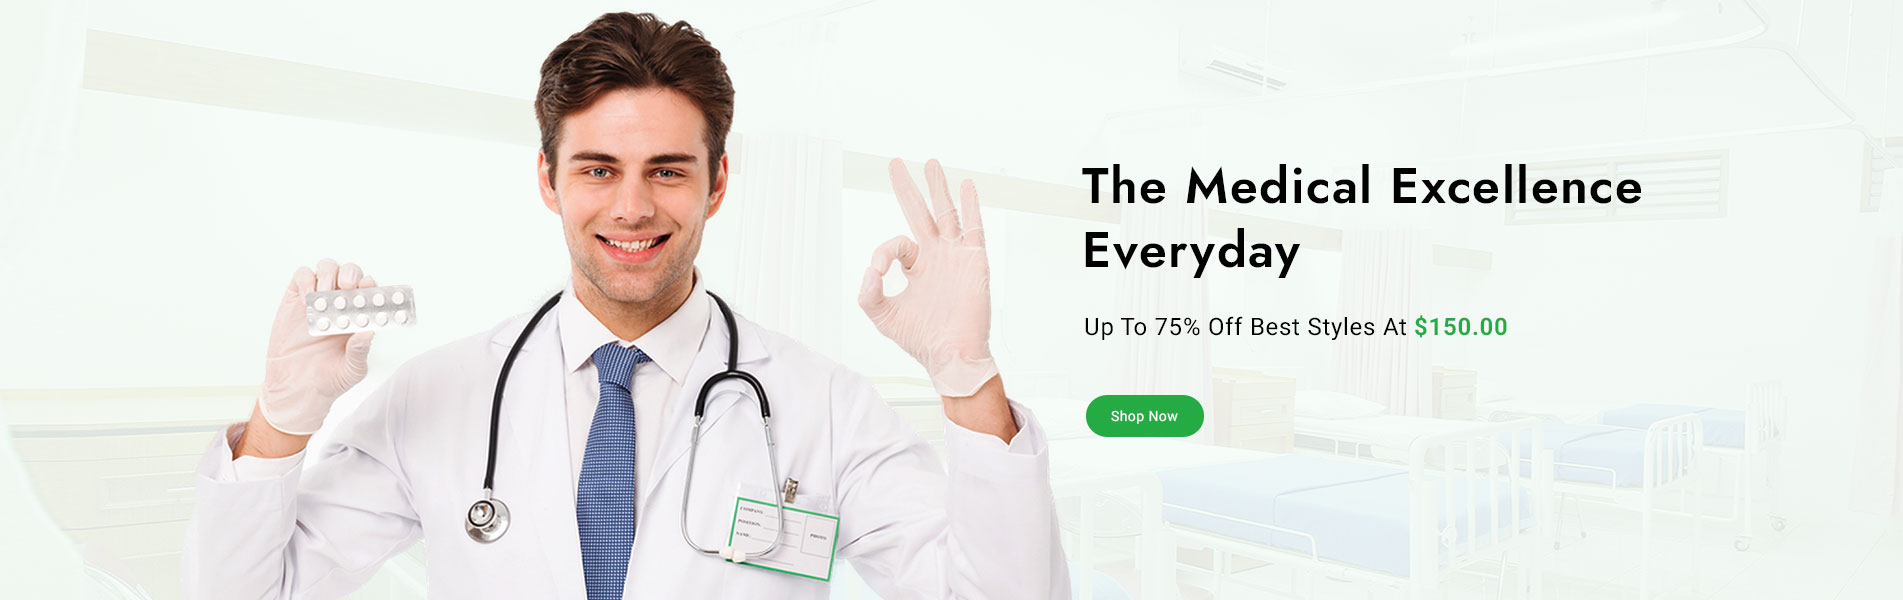 The Medical Excellence
Everyday
Up To 75% Off Best Styles At $150.00
Shop Now
COMPANY:
POSITION:
NAME:
PHOTO